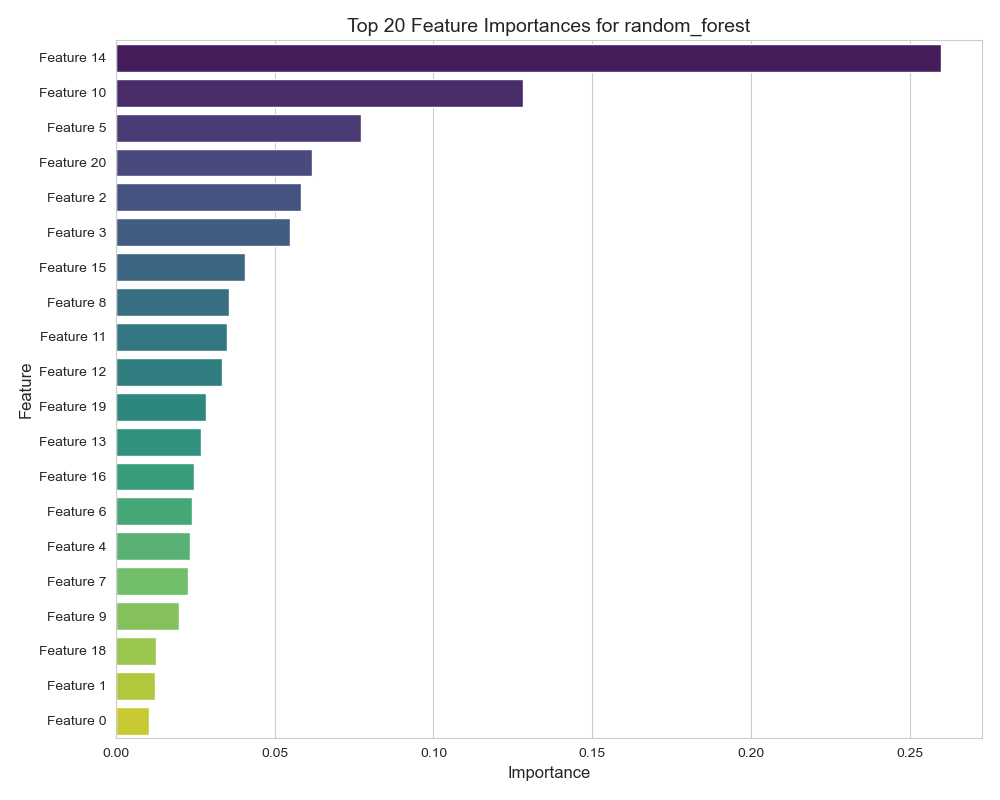 Top 20 Feature Importances for random_forest
Feature 14
Feature 10
Feature 5
Feature 20
Feature 2
Feature 3
Feature 15
Feature 8
Feature 11
Feature 12
Feature 19
Feature 13
Feature 16
Feature 6
Feature 4
Feature 7
Feature 9
Feature 18
Feature 1
Feature 0
Feature
0.00 0.05 0.10 0.15 0.20 0.25
Importance